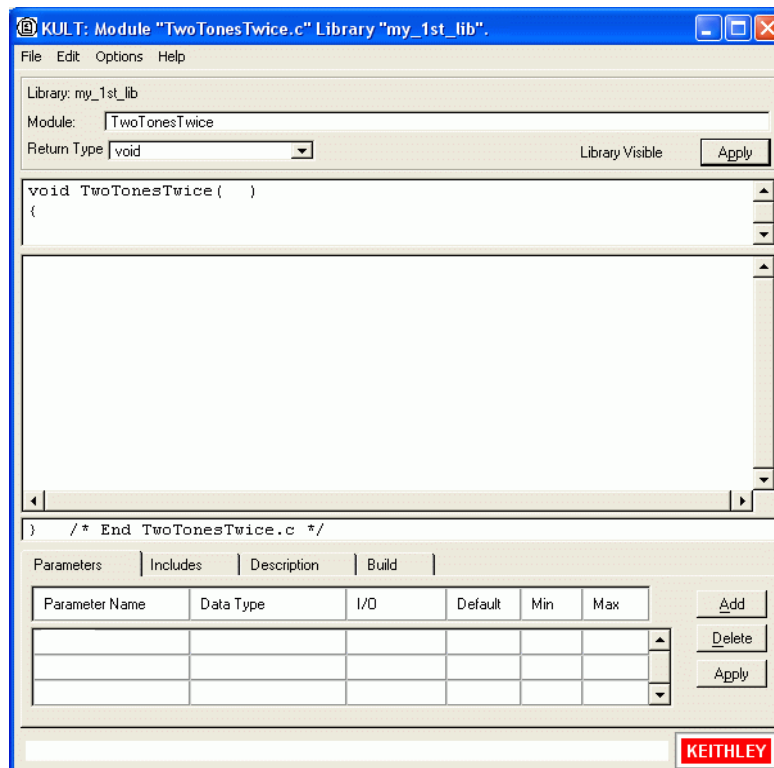 KULT: Module "TwoTonesTwice.c" Library "my_1st_lib".
File Edit Options Help
Library: my_1st_lib
Module: TwoTonesTwice
Return Type void Library Visible Apply
void TwoTonesTwice( )
{
} /* End TwoTonesTwice.c */
Parameters Includes Description Build
Parameter Name Data Type I/O Default Min Max Add
Delete
Apply
KEITHLEY